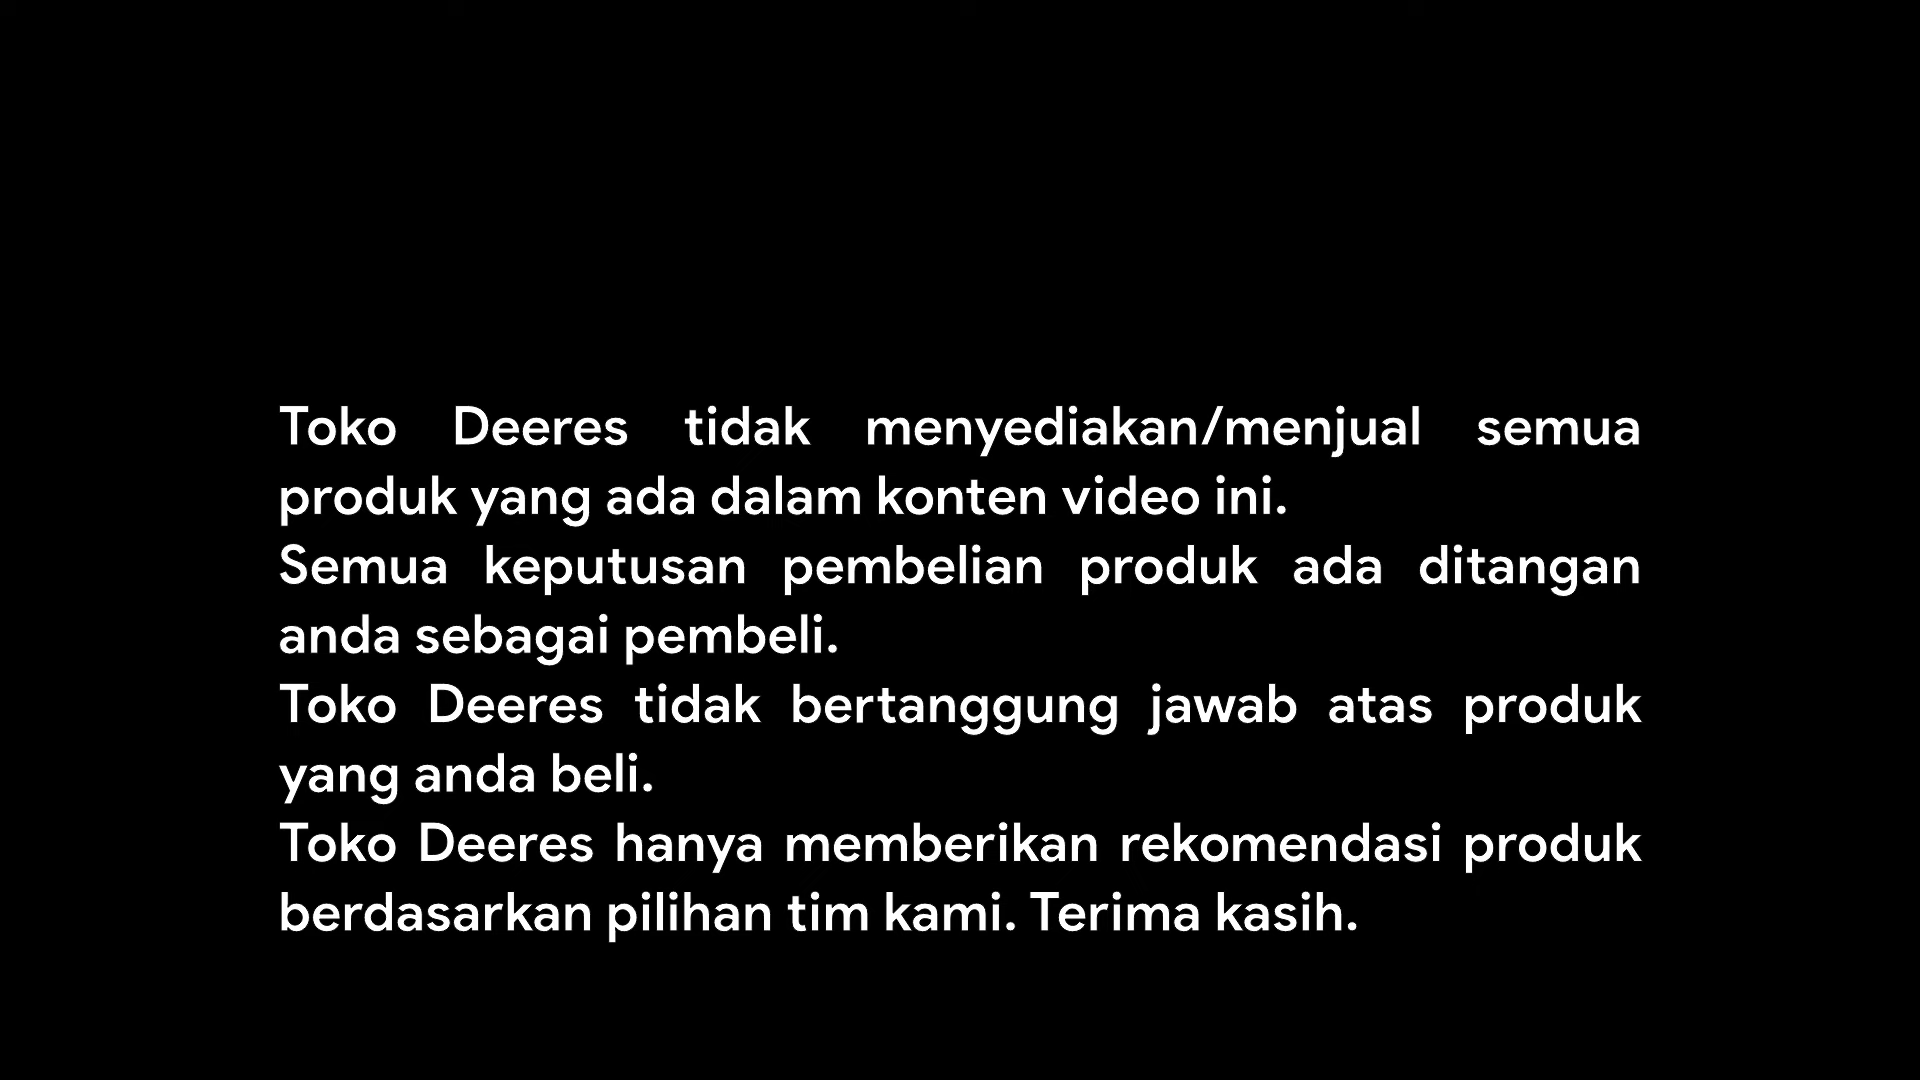 Toko Deeres tidak menyediakan/menjual semua
produk yang ada dalam konten video ini.
Semua keputusan pembelian produk ada ditangan
anda sebagai pembeli.
Toko Deeres tidak bertanggung jawab atas produk
yang anda beli.
Toko Deeres hanya memberikan rekomendasi produk
berdasarkan pilihan tim kami. Terima kasih.